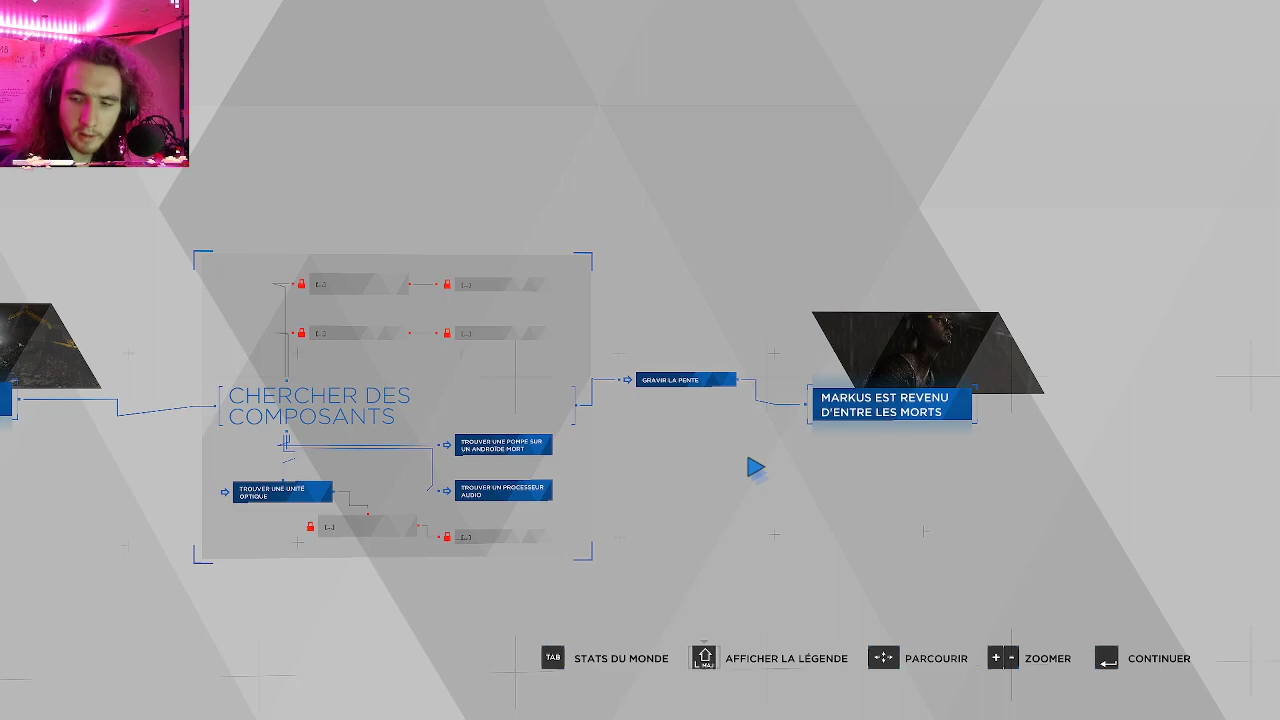 [...]
[...]
[...]
[...]
CHERCHER DES
COMPOSANTS
GRAVIR LA PENTE
MARKUS EST REVENU
D'ENTRE LES MORTS
TROUVER UNE POMPE SUR
UN ANDROÏDE MORT
TROUVER UNE UNITÉ
OPTIQUE
TROUVER UN PROCESSEUR
AUDIO
[...]
[...]
TAB STATS DU MONDE
MAJ AFFICHER LA LÉGENDE
PARCOURIR
+ - ZOOMER
CONTINUER